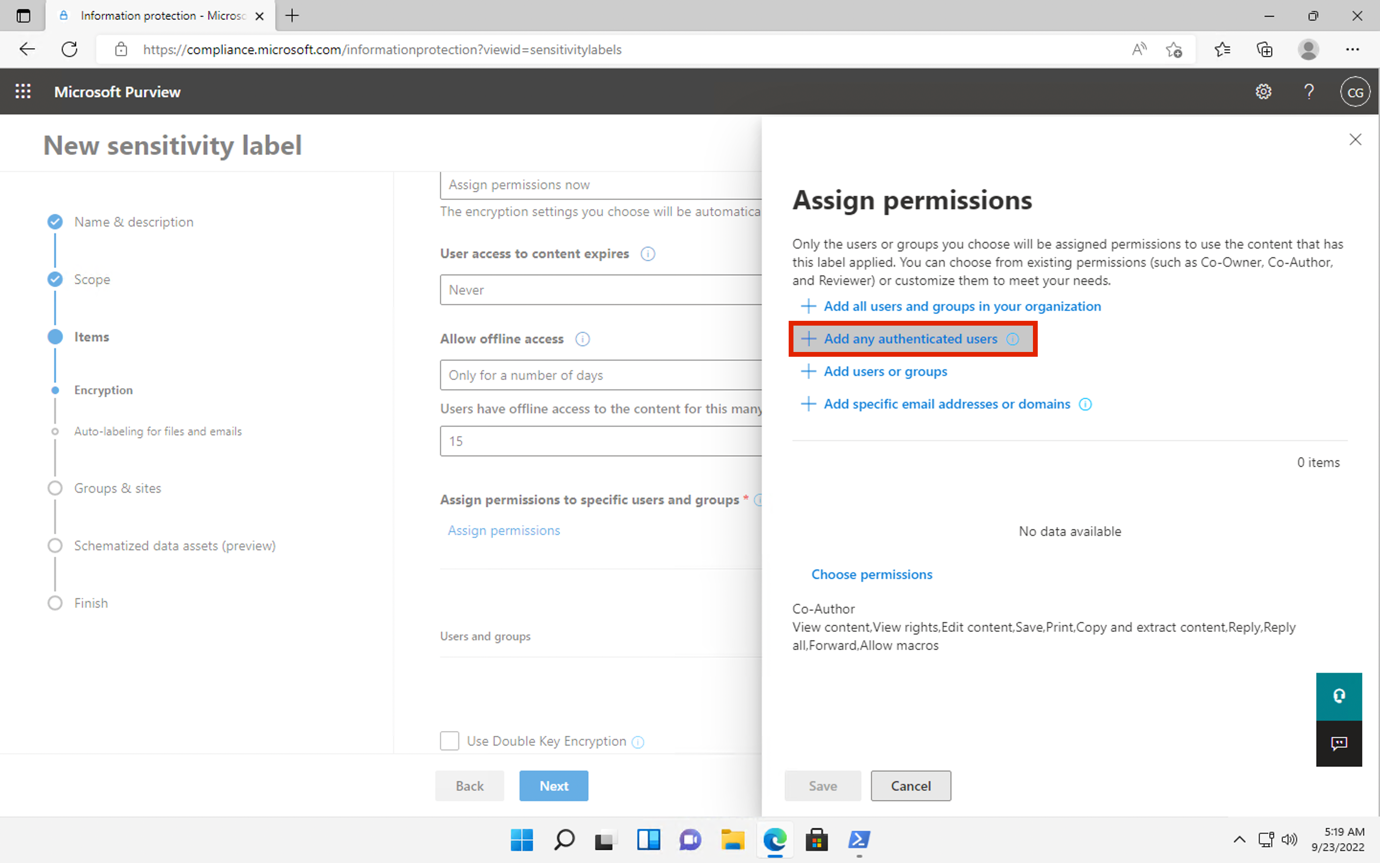 Information protection - Microso
https://compliance.microsoft.com/informationprotection?viewid=sensitivitylabels
Microsoft Purview
CG
New sensitivity label
Name & description
Scope
Items
Encryption
Auto-labeling for files and emails
Groups & sites
Schematized data assets (preview)
Finish
Assign permissions now
The encryption settings you choose will be automatica
User access to content expires
Never
Allow offline access
Only for a number of days
Users have offline access to the content for this many
15
Assign permissions to specific users and groups *
Assign permissions
Users and groups
Use Double Key Encryption
Back
Next
Assign permissions
Only the users or groups you choose will be assigned permissions to use the content that has
this label applied. You can choose from existing permissions (such as Co-Owner, Co-Author,
and Reviewer) or customize them to meet your needs.
Add all users and groups in your organization
Add any authenticated users
Add users or groups
Add specific email addresses or domains
0 items
No data available
Choose permissions
Co-Author
View content,View rights,Edit content,Save,Print,Copy and extract content,Reply,Reply
all,Forward,Allow macros
Save
Cancel
5:19 AM
9/23/2022